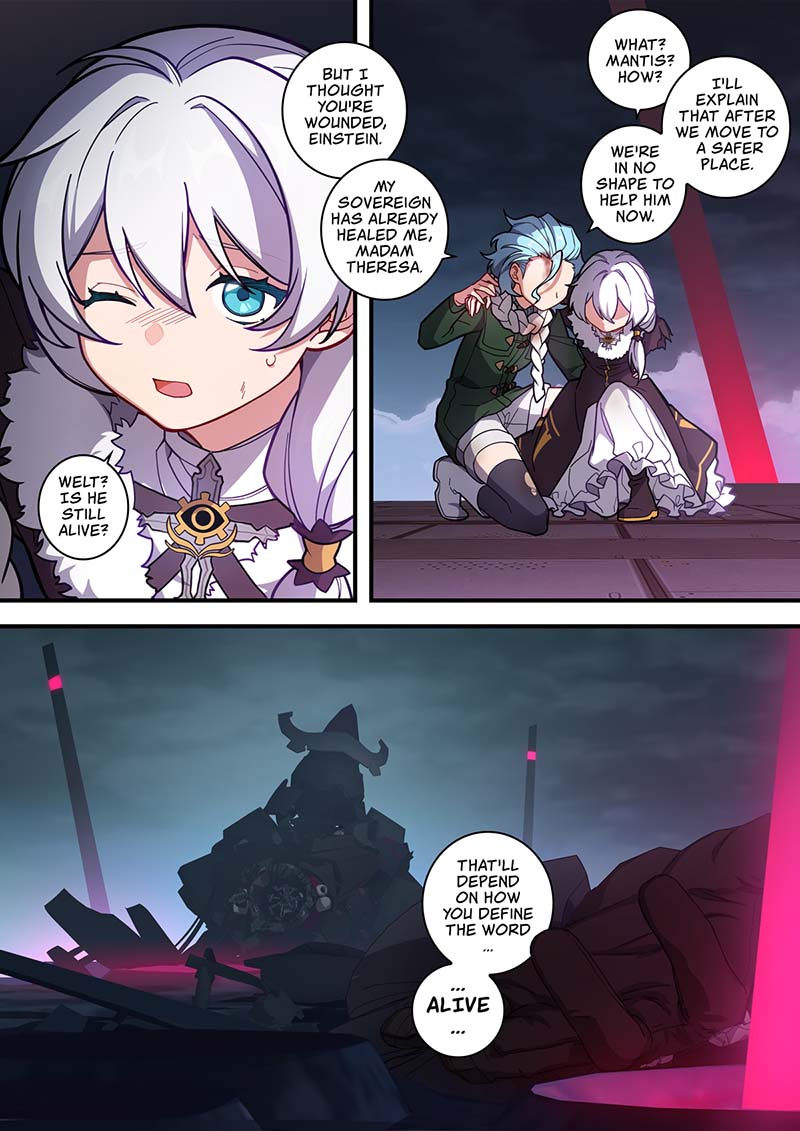 BUT I
THOUGHT
YOU'RE
WOUNDED,
EINSTEIN.
MY
SOVEREIGN
HAS ALREADY
HEALED ME,
MADAM
THERESA.
WELT?
IS HE
STILL
ALIVE?
WHAT?
MANTIS?
HOW?
I'LL
EXPLAIN
THAT AFTER
WE MOVE TO
A SAFER
PLACE.
WE'RE
IN NO
SHAPE TO
HELP HIM
NOW.
THAT'LL
DEPEND
ON HOW
YOU DEFINE
THE WORD
...
...
ALIVE
...